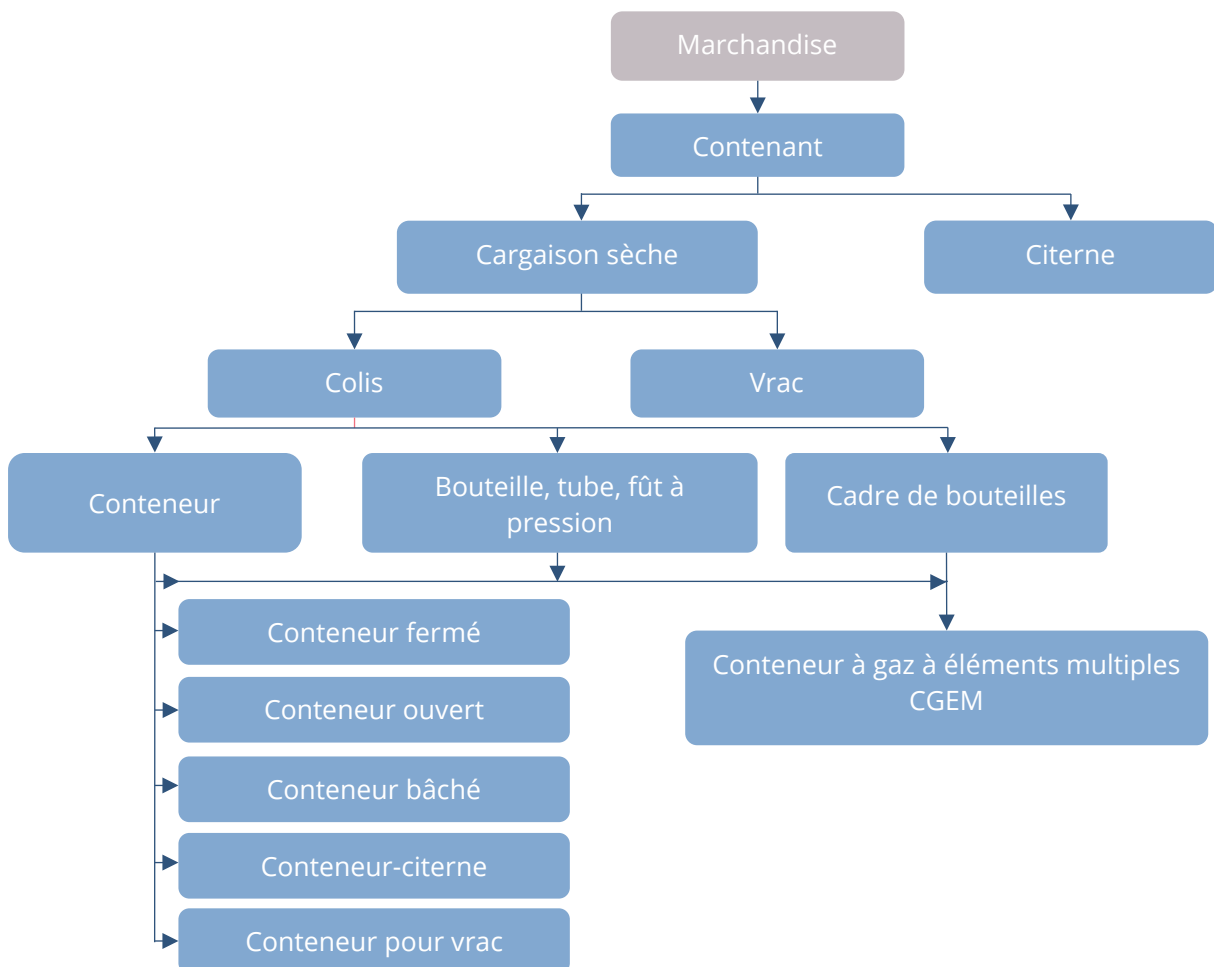 Marchandise
Contenant
Cargaison sèche
Citerne
Colis
Vrac
Conteneur
Bouteille, tube, fût à
pression
Cadre de bouteilles
Conteneur fermé
Conteneur ouvert
Conteneur bâché
Conteneur-citerne
Conteneur pour vrac
Conteneur à gaz à éléments multiples
CGEM